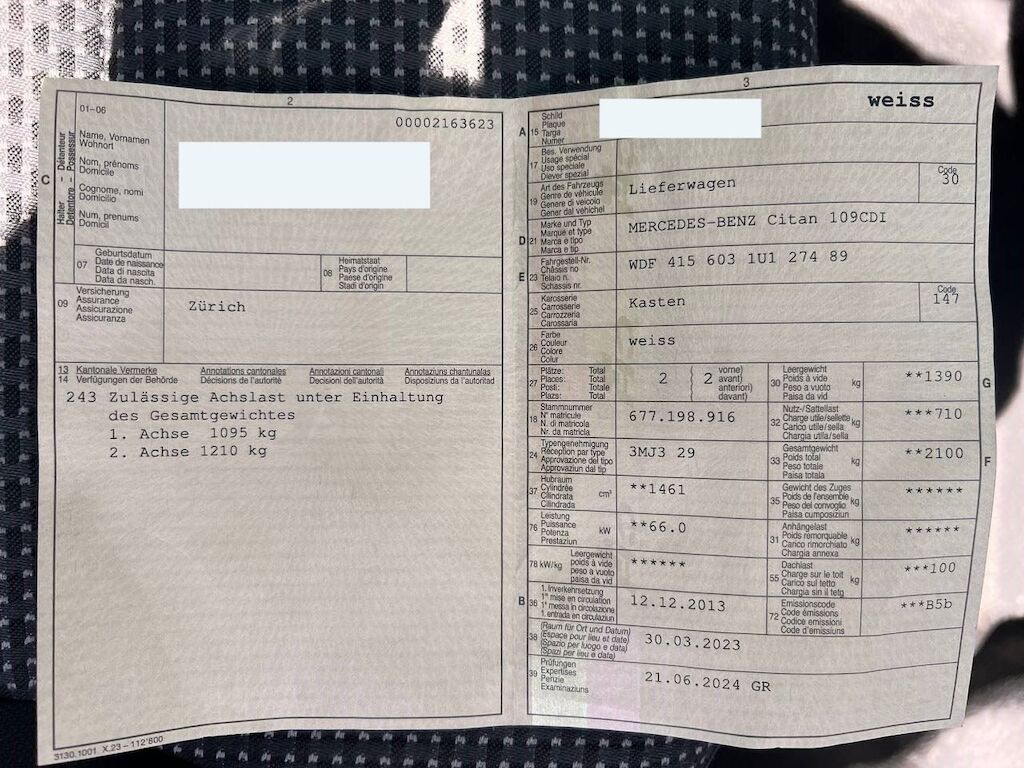 2
C
Halter – Détenteur
Detentore – Possessur
01–06
00002163623
Name, Vornamen
Wohnort
Nom, prénoms
Domicile
Cognome, nomi
Domicilio
Num, prenums
Domicil
07
Geburtsdatum
Date de naissance
Data di nascita
Data da nasch.
08
Heimatstaat
Pays d'origine
Paese d'origine
Stadi d'origin
09
Versicherung
Assurance
Assicurazione
Assicuranza
Zürich
13 Kantonale Vermerke Annotations cantonales Annotazioni cantonali Annotaziuns chantunalas
14 Verfügungen der Behörde Décisions de l'autorité Decisioni dell'autorità Disposiziuns da l'autoritad
243 Zulässige Achslast unter Einhaltung
des Gesamtgewichtes
1. Achse 1095 kg
2. Achse 1210 kg
3130.1001 X.23 – 112'800
3
weiss
A 15
Schild
Plaque
Targa
Numer
17
Bes. Verwendung
Usage spécial
Uso speciale
Diever spezial
19
Art des Fahrzeugs
Genre de véhicule
Genere di veicolo
Gener dal vehichel
Lieferwagen
Code
30
D 21
Marke und Typ
Marque et type
Marca e tipo
Marca e tip
MERCEDES-BENZ Citan 109CDI
E 23
Fahrgestell-Nr.
Châssis no
Telaio n.
Schassis nr.
WDF 415 603 1U1 274 89
25
Karosserie
Carrosserie
Carrozzeria
Carossaria
Kasten
Code
147
26
Farbe
Couleur
Colore
Colur
weiss
27
Plätze: Total
Places: Total
Posti: Totale
Plazs: Total
2
2
vorne)
avant)
anteriori)
davant)
30
Leergewicht
Poids à vide
Peso a vuoto
Paisa da vid
kg
**1390
G
18
Stammnummer
N° matricule
N. di matricola
Nr. da matricla
677.198.916
32
Nutz-/Sattellast
Charge utile/sellette
Carico utile/sella
Chargia utila/sella
kg
***710
24
Typengenehmigung
Réception par type
Approvazione del tipo
Approvaziun dal tip
3MJ3 29
33
Gesamtgewicht
Poids total
Peso totale
Paisa totala
kg
**2100
F
37
Hubraum
Cylindrée
Cilindrata
Cilindrada
cm³
**1461
35
Gewicht des Zuges
Poids de l'ensemble
Peso del convoglio
Paisa cumposiziun
kg
******
76
Leistung
Puissance
Potenza
Prestaziun
kW
**66.0
31
Anhängelast
Poids remorquable
Carico rimorchiato
Chargia annexa
kg
******
78 kW/kg
Leergewicht
poids à vide
peso a vuoto
paisa da vid
******
55
Dachlast
Charge sur le toit
Carico sul tetto
Chargia sin il tetg
kg
***100
B 36
1. Inverkehrsetzung
1re mise en circulation
1a messa in circolazione
1. entrada en circulaziun
12.12.2013
72
Emissionscode
Code émissions
Codice emissioni
Code d'emissiuns
***B5b
38
(Raum für Ort und Datum)
(Espace pour lieu et date)
(Spazio per luogo e data)
(Spazi per lieu e data)
30.03.2023
39
Prüfungen
Expertises
Perizie
Examinaziuns
21.06.2024 GR